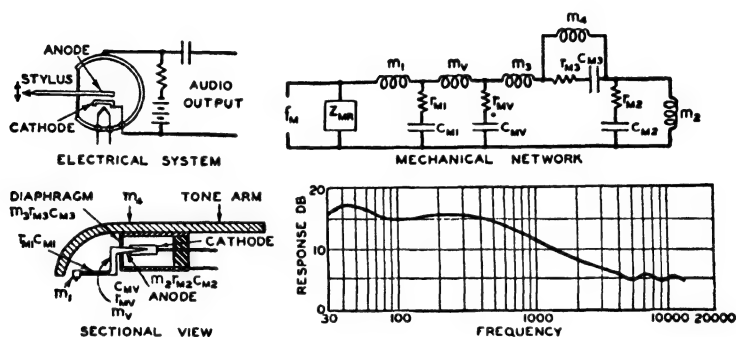 ANODE
STYLUS
CATHODE
AUDIO
OUTPUT
ELECTRICAL SYSTEM
m4
m1 mV m3 rM3 CM3
fM ZMR rM1 rMV rM2
CM1 CMV CM2 m2
MECHANICAL NETWORK
DIAPHRAGM m4 TONE ARM
m3rM3CM3
rM1CM1 CATHODE
m1 CMV m2rM2CM2
rMV ANODE
mV
SECTIONAL VIEW
RESPONSE DB
20
10
0
30 100 1000 10000 20000
FREQUENCY